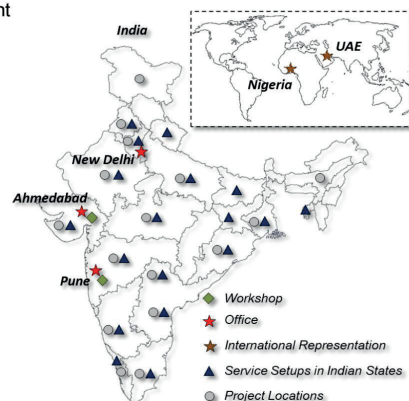 nt
India
UAE
Nigeria
New Delhi
Ahmedabad
Pune
Workshop
Office
International Representation
Service Setups in Indian States
Project Locations